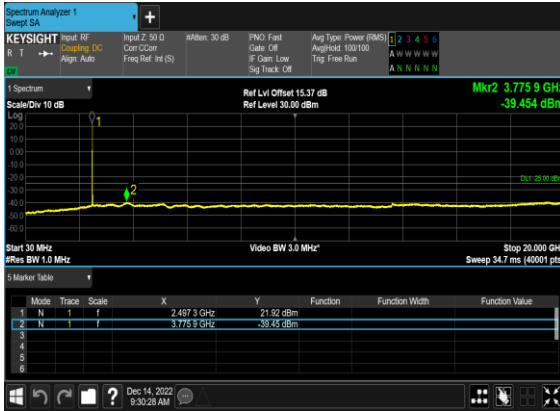 Spectrum Analyzer 1
Swept SA
+
KEYSIGHT
R T
LV
Input: RF
Coupling: DC
Align: Auto
Input Z: 50 Ω
Corr CCorr
Freq Ref: Int (S)
#Atten: 30 dB
PNO: Fast
Gate: Off
IF Gain: Low
Sig Track: Off
Avg Type: Power (RMS)
Avg|Hold: 100/100
Trig: Free Run
1 2 3 4 5 6
A W W W W W
A N N N N N
1 Spectrum
Scale/Div 10 dB
Ref Lvl Offset 15.37 dB
Ref Level 30.00 dBm
Mkr2 3.775 9 GHz
-39.454 dBm
Log
20.0
10.0
0.00
-10.0
-20.0
-30.0
-40.0
-50.0
-60.0
1
2
Start 30 MHz
#Res BW 1.0 MHz
Video BW 3.0 MHz*
Stop 20.000 GH
Sweep 34.7 ms (40001 pts
5 Marker Table
Mode Trace Scale X Y Function Function Width Function Value
1 N 1 f 2.497 3 GHz 21.92 dBm
2 N 1 f 3.775 9 GHz -39.45 dBm
3
4
5
6
?
Dec 14, 2022
9:30:28 AM